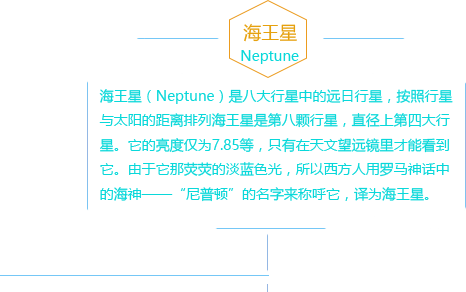 海王星
Neptune
海王星（Neptune）是八大行星中的远日行星，按照行星
与太阳的距离排列海王星是第八颗行星，直径上第四大行
星。它的亮度仅为7.85等，只有在天文望远镜里才能看到
它。由于它那荧荧的淡蓝色光，所以西方人用罗马神话中
的海神——“尼普顿”的名字来称呼它，译为海王星。